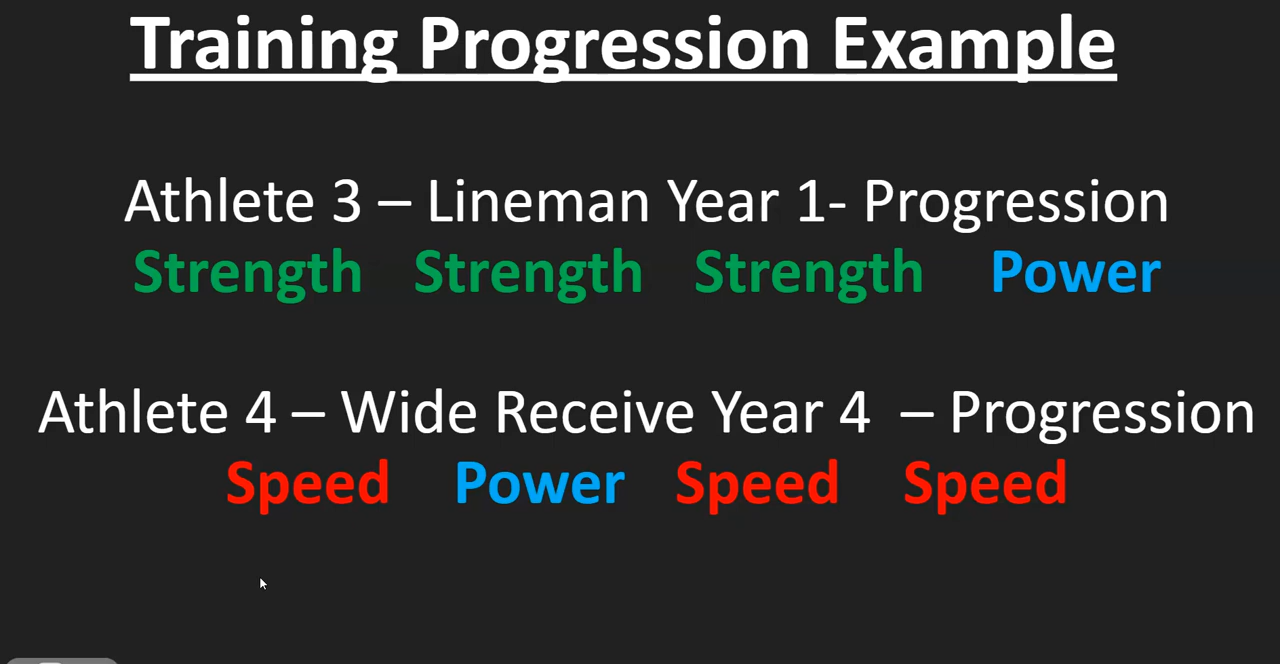 Training Progression Example
Athlete 3 – Lineman Year 1- Progression
Strength Strength Strength Power
Athlete 4 – Wide Receive Year 4 – Progression
Speed Power Speed Speed